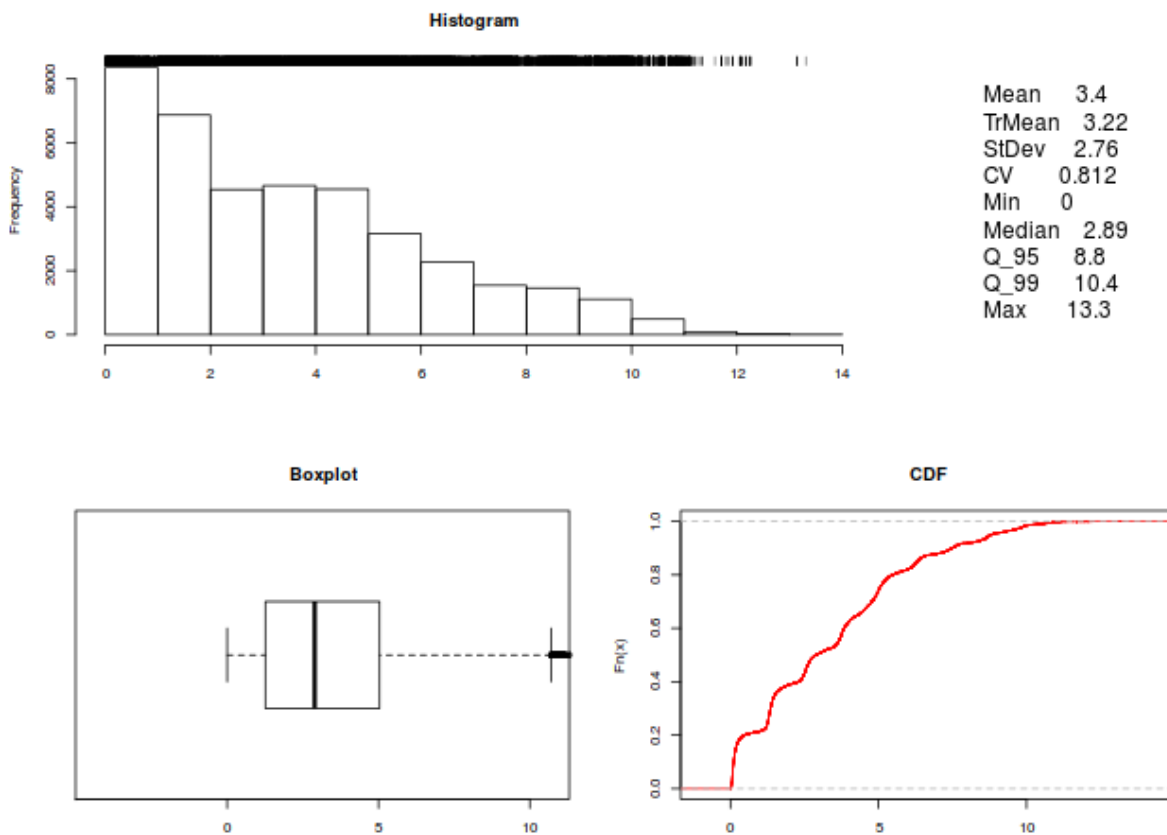 Histogram
Frequency
8000
6000
4000
2000
0
0 2 4 6 8 10 12 14
Mean 3.4
TrMean 3.22
StDev 2.76
CV 0.812
Min 0
Median 2.89
Q_95 8.8
Q_99 10.4
Max 13.3
Boxplot
0 5 10
CDF
Fn(x)
1.0
0.8
0.6
0.4
0.2
0.0
0 5 10